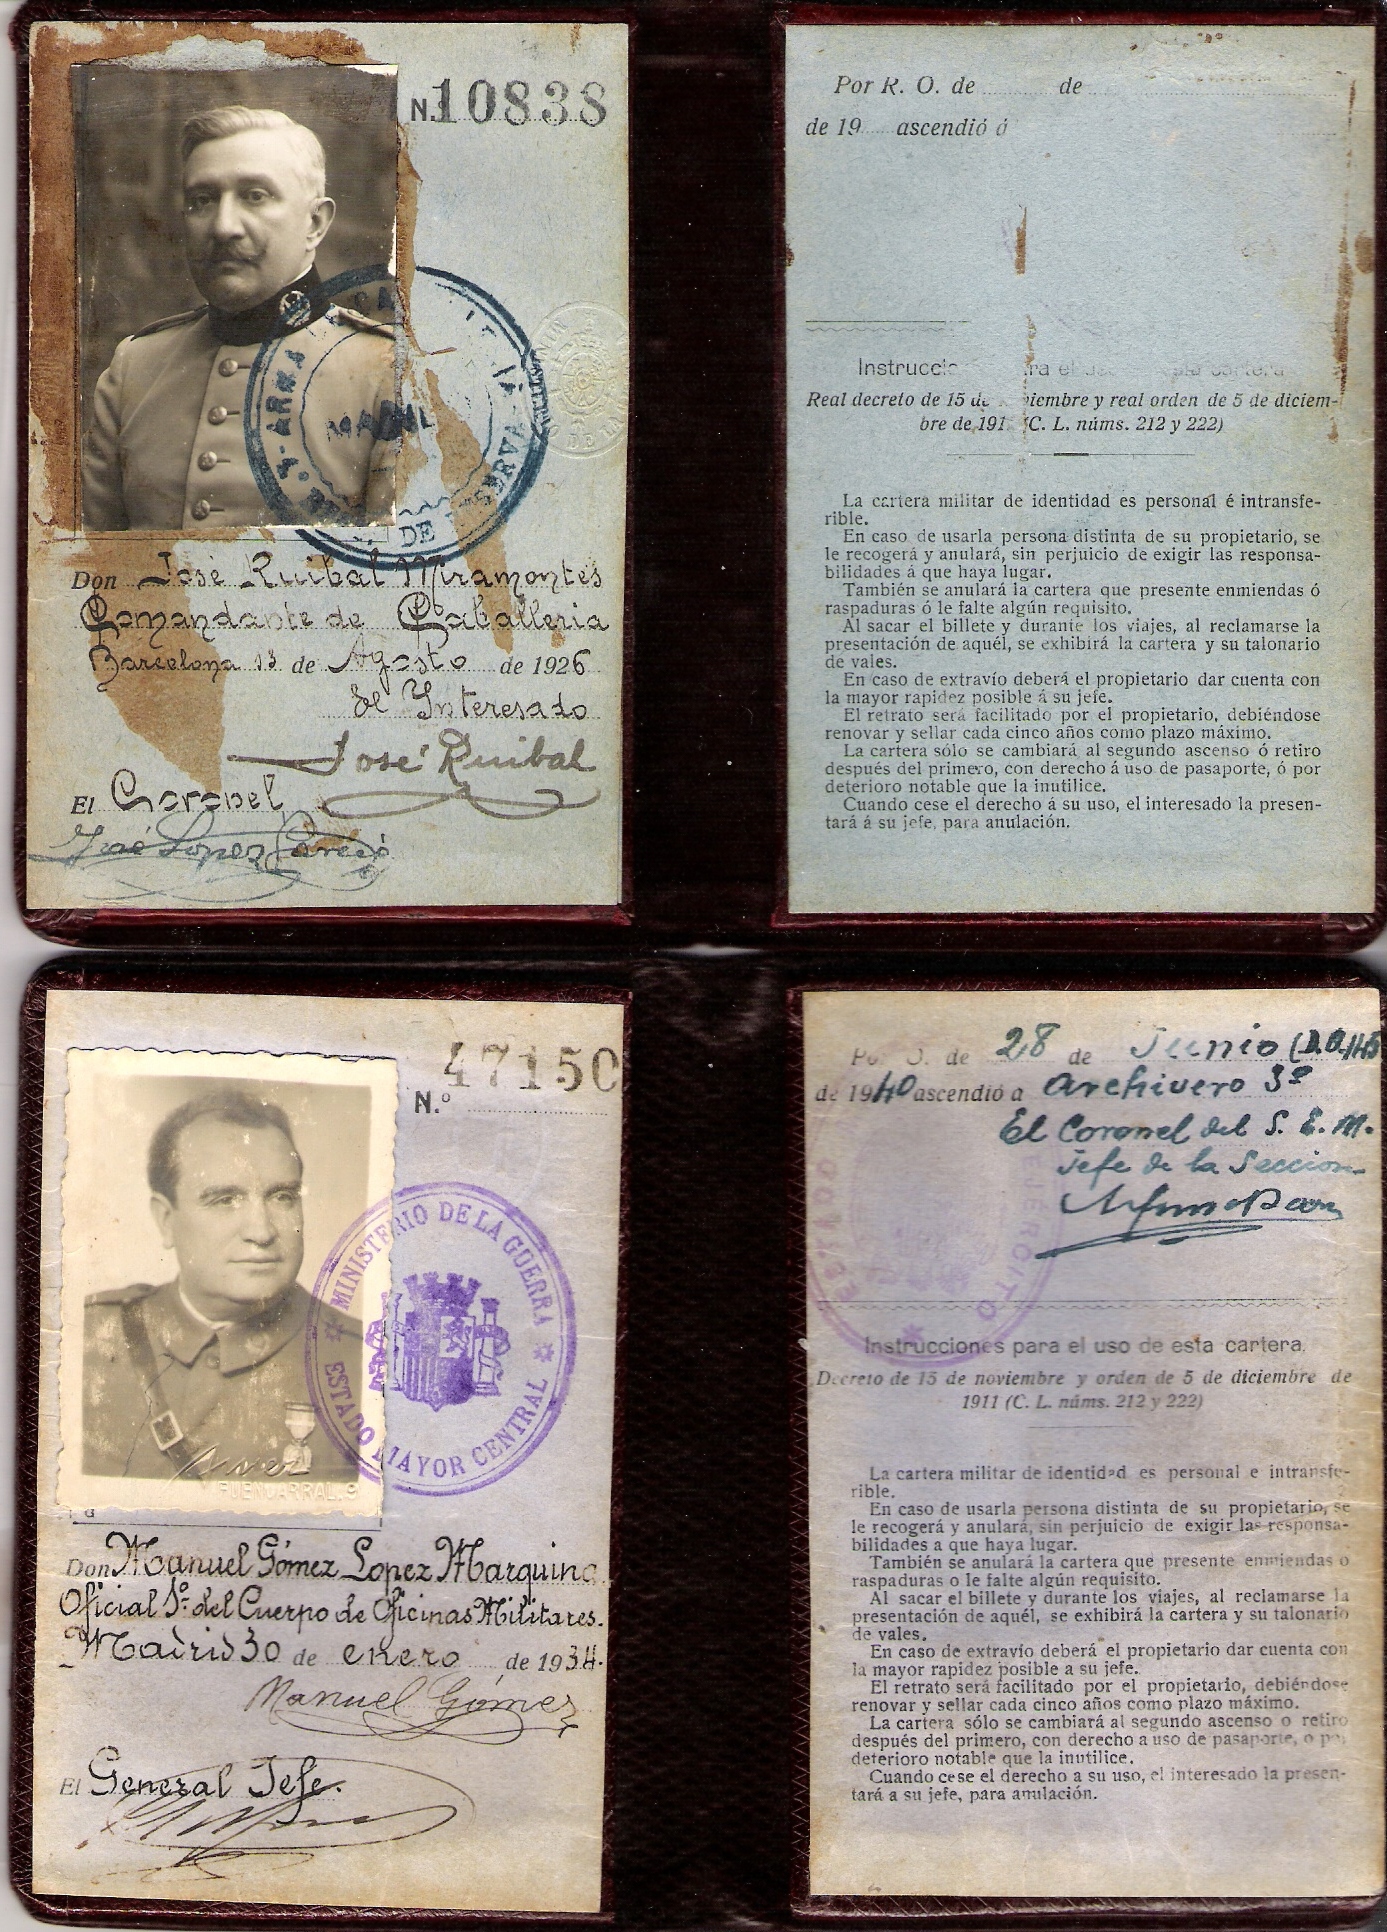 N. 10838
ARMA
MADRID
DE RESERVA
Don José Ruibal Miramontes
Comandante de Caballeria
Barcelona 13 de Agosto de 1926
El Interesado
José Ruibal
El Coronel
José Lopez
Por R. O. de de
de 19 ascendió á
Real decreto de 15 de y real orden de 5 de diciem-
bre de 191 (C. L. núms. 212 y 222)
La cartera militar de identidad es personal é intransfe-
rible.
En caso de usarla persona distinta de su propietario, se
le recogerá y anulará, sin perjuicio de exigir las responsa-
bilidades á que haya lugar.
También se anulará la cartera que presente enmiendas ó
raspaduras ó le falte algún requisito.
Al sacar el billete y durante los viajes, al reclamarse la
presentación de aquél, se exhibirá la cartera y su talonario
de vales.
En caso de extravío deberá el propietario dar cuenta con
la mayor rapidez posible á su jefe.
El retrato será facilitado por el propietario, debiéndose
renovar y sellar cada cinco años como plazo máximo.
La cartera sólo se cambiará al segundo ascenso ó retiro
después del primero, con derecho á uso de pasaporte, ó por
deterioro notable que la inutilice.
Cuando cese el derecho á su uso, el interesado la presen-
tará á su jefe, para anulación.
N.º 47150
MINISTERIO DE LA GUERRA
ESTADO MAYOR CENTRAL
FUENCARRAL.9
Don Manuel Gómez Lopez Marquina
Oficial 1º del Cuerpo de Oficinas Militares.
Madrid 30 de enero de 1934.
Manuel Gómez
El General Jefe.
Por O. de 28 de Junio (D.O.145
de 1940 ascendió a Archivero 3º
El Coronel del S. E. M.
Jefe de la Seccion
ESTADO EJERCITO
Instrucciones para el uso de esta cartera.
Decreto de 15 de noviembre y orden de 5 de diciembre de
1911 (C. L. núms. 212 y 222)
La cartera militar de identidad es personal e intransfe-
rible.
En caso de usarla persona distinta de su propietario, se
le recogerá y anulará, sin perjuicio de exigir las responsa-
bilidades a que haya lugar.
También se anulará la cartera que presente enmiendas o
raspaduras o le falte algún requisito.
Al sacar el billete y durante los viajes, al reclamarse la
presentación de aquél, se exhibirá la cartera y su talonario
de vales.
En caso de extravío deberá el propietario dar cuenta con
la mayor rapidez posible a su jefe.
El retrato será facilitado por el propietario, debiéndose
renovar y sellar cada cinco años como plazo máximo.
La cartera sólo se cambiará al segundo ascenso o retiro
después del primero, con derecho a uso de pasaporte, o por
deterioro notable que la inutilice.
Cuando cese el derecho a su uso, el interesado la presen-
tará a su jefe, para anulación.